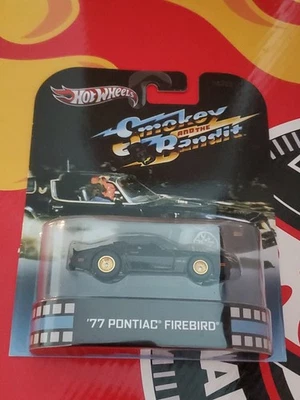 HOT WHEELS
Smokey
AND THE
Bandit
'77 PONTIAC FIREBIRD